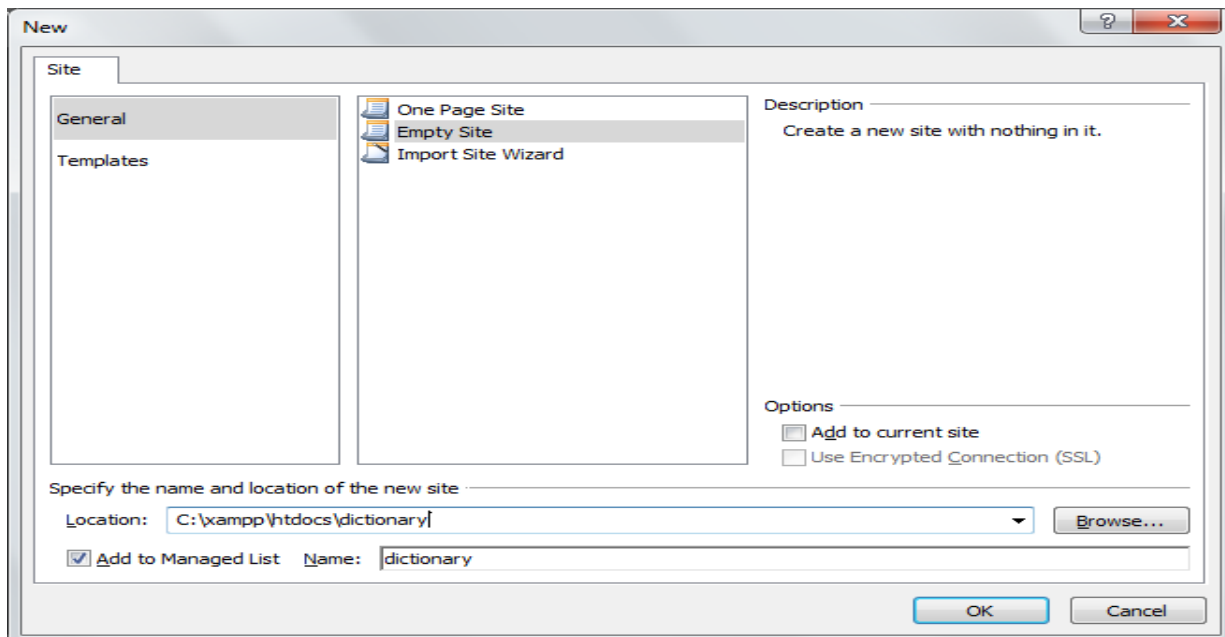 New
Site
General
Templates
One Page Site
Empty Site
Import Site Wizard
Description
Create a new site with nothing in it.
Options
Add to current site
Use Encrypted Connection (SSL)
Specify the name and location of the new site
Location: C:\xampp\htdocs\dictionary
Browse...
Add to Managed List Name: dictionary
OK Cancel